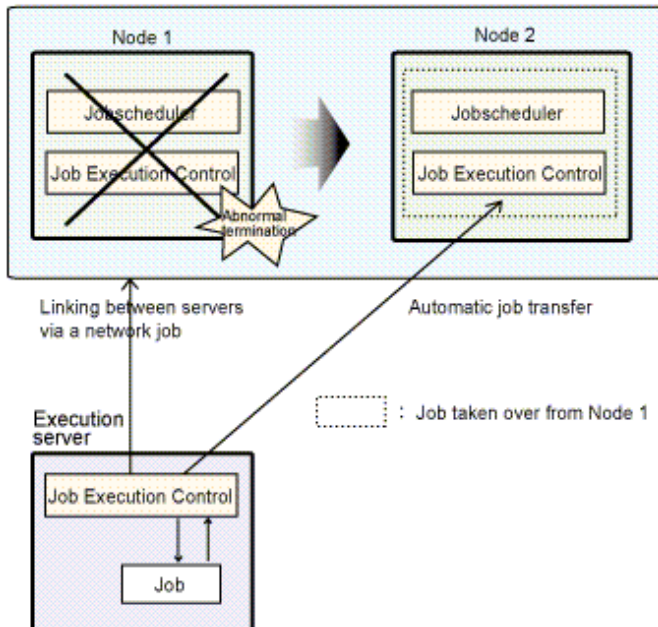 Node 1
Node 2
Jobscheduler
Job Execution Control
Abnormal
termination
Jobscheduler
Job Execution Control
Linking between servers
via a network job
Automatic job transfer
: Job taken over from Node 1
Execution
server
Job Execution Control
Job